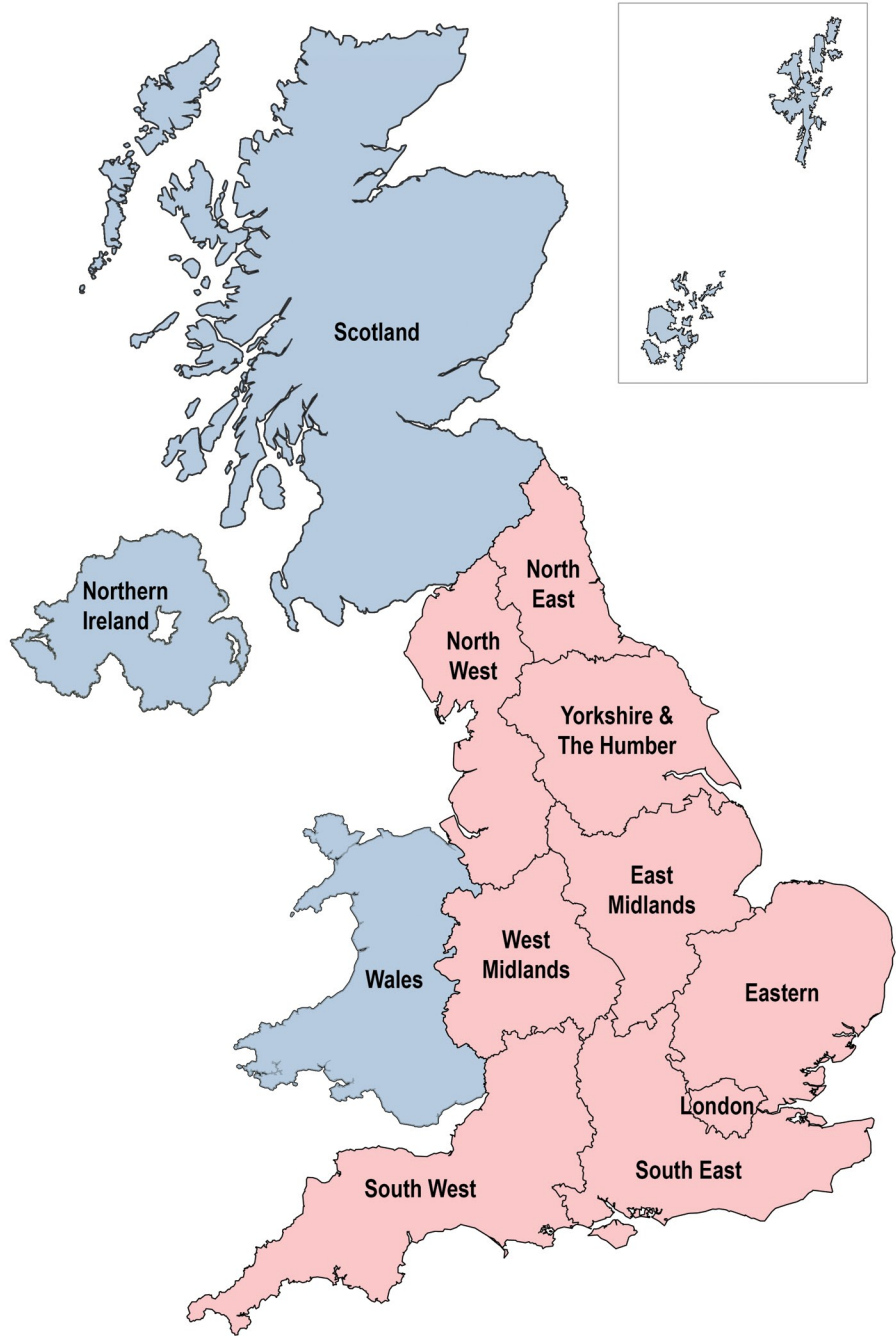 Scotland
Northern
Ireland
North
East
North
West
Yorkshire &
The Humber
East
Midlands
West
Midlands
Wales
Eastern
London
South East
South West